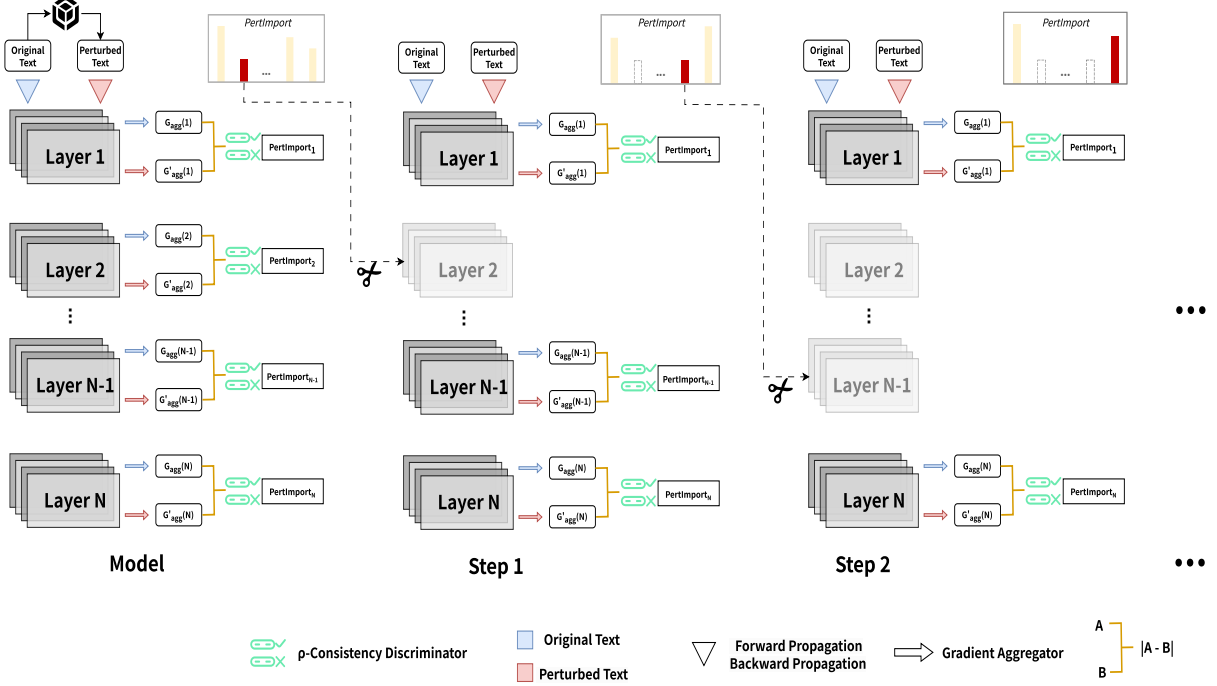 Original
Text
Perturbed
Text
PertImport
...
Layer 1
Gagg(1)
G'agg(1)
PertImport1
Layer 2
Gagg(2)
G'agg(2)
PertImport2
Layer N-1
Gagg(N-1)
G'agg(N-1)
PertImportN-1
Layer N
Gagg(N)
G'agg(N)
PertImportN
Model
Original
Text
Perturbed
Text
PertImport
...
Layer 1
Gagg(1)
G'agg(1)
PertImport1
Layer 2
Layer N-1
Gagg(N-1)
G'agg(N-1)
PertImportN-1
Layer N
Gagg(N)
G'agg(N)
PertImportN
Step 1
Original
Text
Perturbed
Text
PertImport
...
Layer 1
Gagg(1)
G'agg(1)
PertImport1
Layer 2
Layer N-1
Layer N
Gagg(N)
G'agg(N)
PertImportN
Step 2
...
...
ρ-Consistency Discriminator
Original Text
Perturbed Text
Forward Propagation
Backward Propagation
Gradient Aggregator
A
B
|A - B|